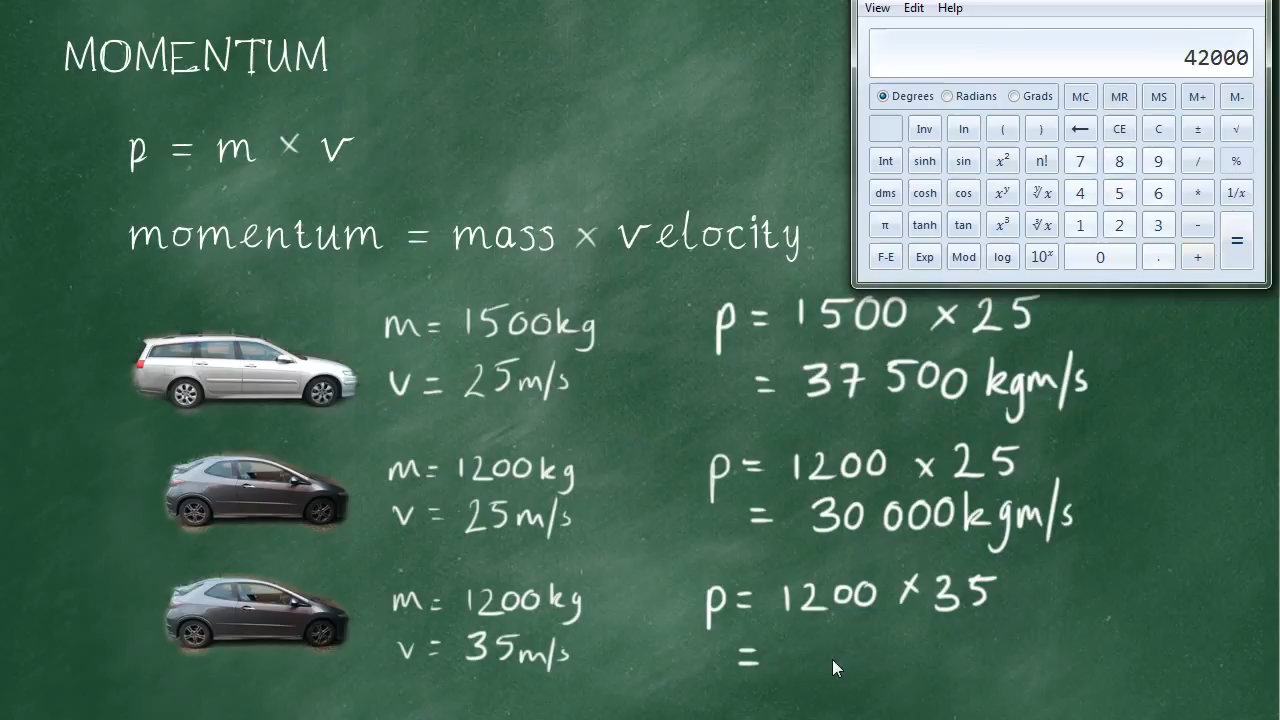 MOMENTUM
p = m × v
momentum = mass × velocity
m = 1500kg
v = 25m/s
p = 1500 × 25
= 37 500 kgm/s
m = 1200kg
v = 25m/s
p = 1200 × 25
= 30 000kgm/s
m = 1200kg
v = 35m/s
p = 1200 × 35
=
View Edit Help
42000
Degrees Radians Grads MC MR MS M+ M-
Inv ln ( ) ← CE C ± √
Int sinh sin x² n! 7 8 9 / %
dms cosh cos xʸ ʸ√x 4 5 6 * 1/x
π tanh tan x³ ³√x 1 2 3 - =
F-E Exp Mod log 10ˣ 0 . +